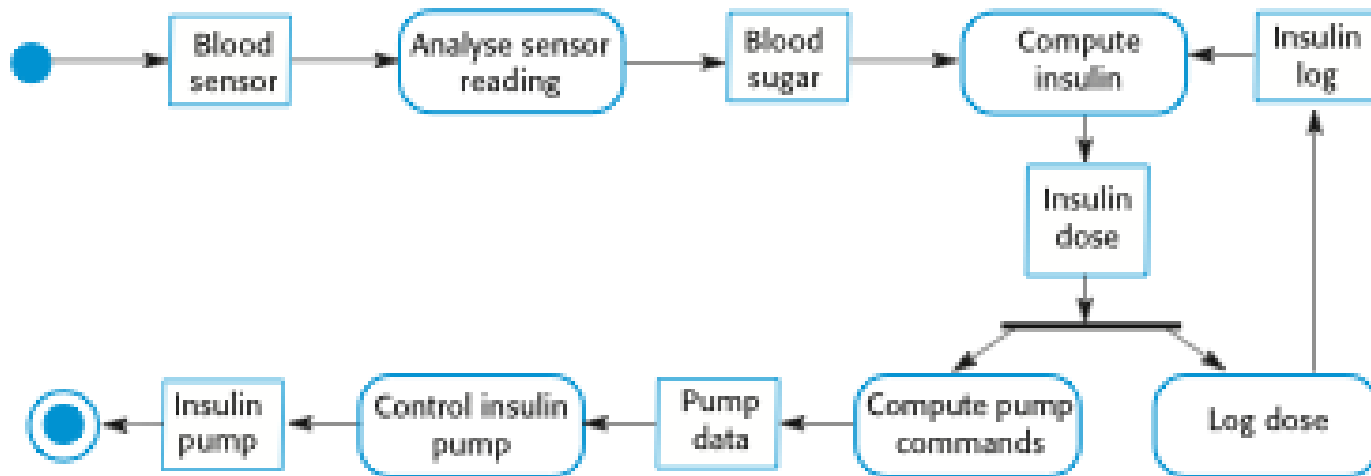 Blood
sensor
Analyse sensor
reading
Blood
sugar
Compute
insulin
Insulin
log
Insulin
dose
Insulin
pump
Control insulin
pump
Pump
data
Compute pump
commands
Log dose